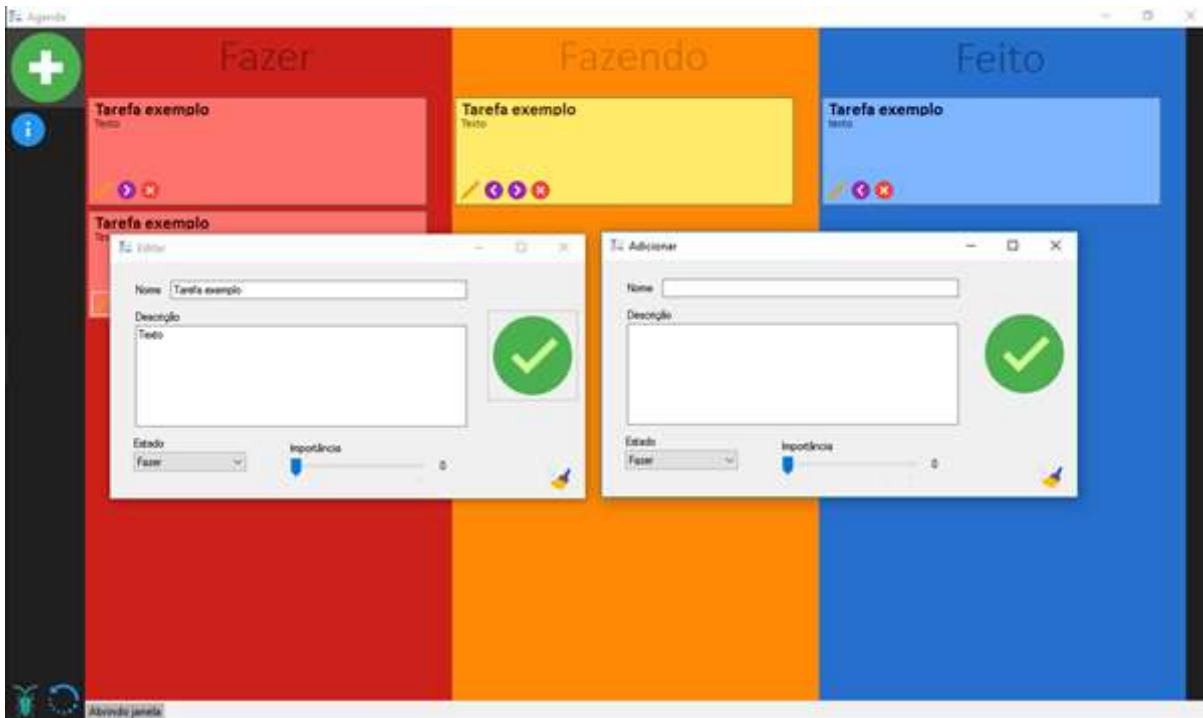 Agenda
Fazer
Fazendo
Feito
Tarefa exemplo
Texto
Tarefa exemplo
Texto
Tarefa exemplo
texto
Tarefa exemplo
Editar
Nome
Tarefa exemplo
Descrição
Texto
Estado
Fazer
Importância
0
Adicionar
Nome
Descrição
Estado
Fazer
Importância
0
Abrindo janela